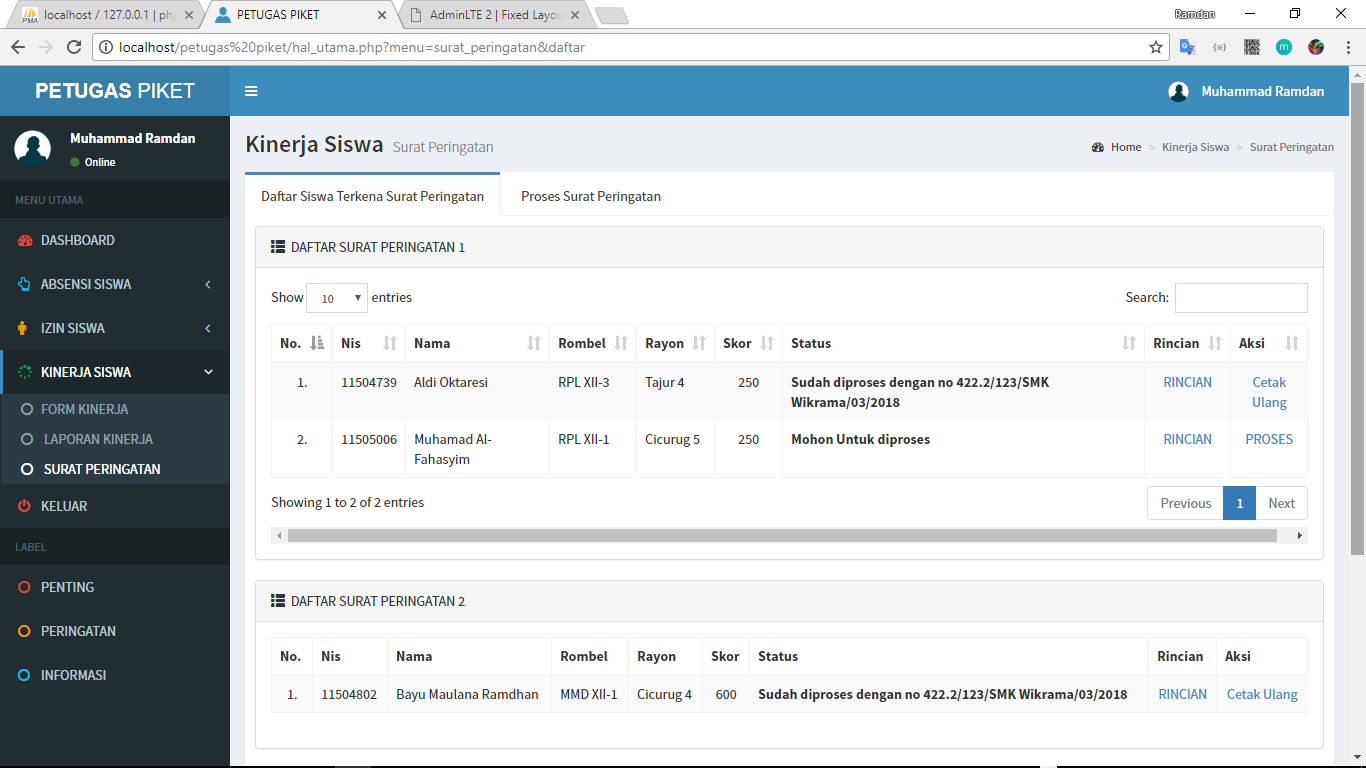 localhost / 127.0.0.1 | ph
PETUGAS PIKET
AdminLTE 2 | Fixed Layou
Ramdan
localhost/petugas%20piket/hal_utama.php?menu=surat_peringatan&daftar
PETUGAS PIKET
Muhammad Ramdan
Muhammad Ramdan
Online
MENU UTAMA
DASHBOARD
ABSENSI SISWA
IZIN SISWA
KINERJA SISWA
FORM KINERJA
LAPORAN KINERJA
SURAT PERINGATAN
KELUAR
LABEL
PENTING
PERINGATAN
INFORMASI
Kinerja Siswa Surat Peringatan
Home > Kinerja Siswa > Surat Peringatan
Daftar Siswa Terkena Surat Peringatan Proses Surat Peringatan
DAFTAR SURAT PERINGATAN 1
Show 10 entries Search:
No. Nis Nama Rombel Rayon Skor Status Rincian Aksi
1. 11504739 Aldi Oktaresi RPL XII-3 Tajur 4 250 Sudah diproses dengan no 422.2/123/SMK RINCIAN Cetak
Wikrama/03/2018 Ulang
2. 11505006 Muhamad Al- RPL XII-1 Cicurug 5 250 Mohon Untuk diproses RINCIAN PROSES
Fahasyim
Showing 1 to 2 of 2 entries Previous 1 Next
DAFTAR SURAT PERINGATAN 2
No. Nis Nama Rombel Rayon Skor Status Rincian Aksi
1. 11504802 Bayu Maulana Ramdhan MMD XII-1 Cicurug 4 600 Sudah diproses dengan no 422.2/123/SMK Wikrama/03/2018 RINCIAN Cetak Ulang